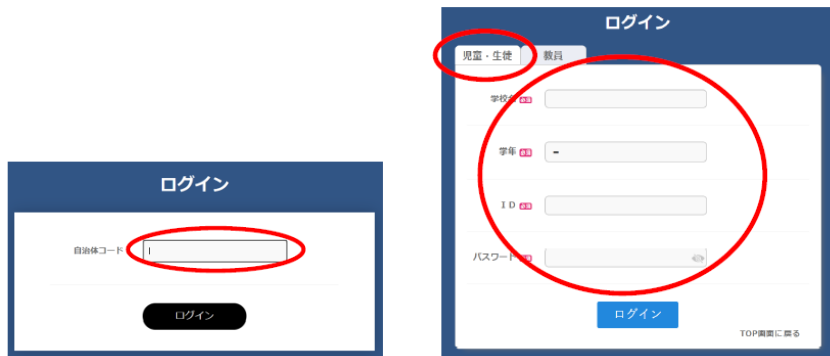 ログイン
自治体コード
ログイン
ログイン
児童・生徒 教員
学校名 必須
学年 必須 -
ID 必須
パスワード 必須
ログイン
TOP画面に戻る